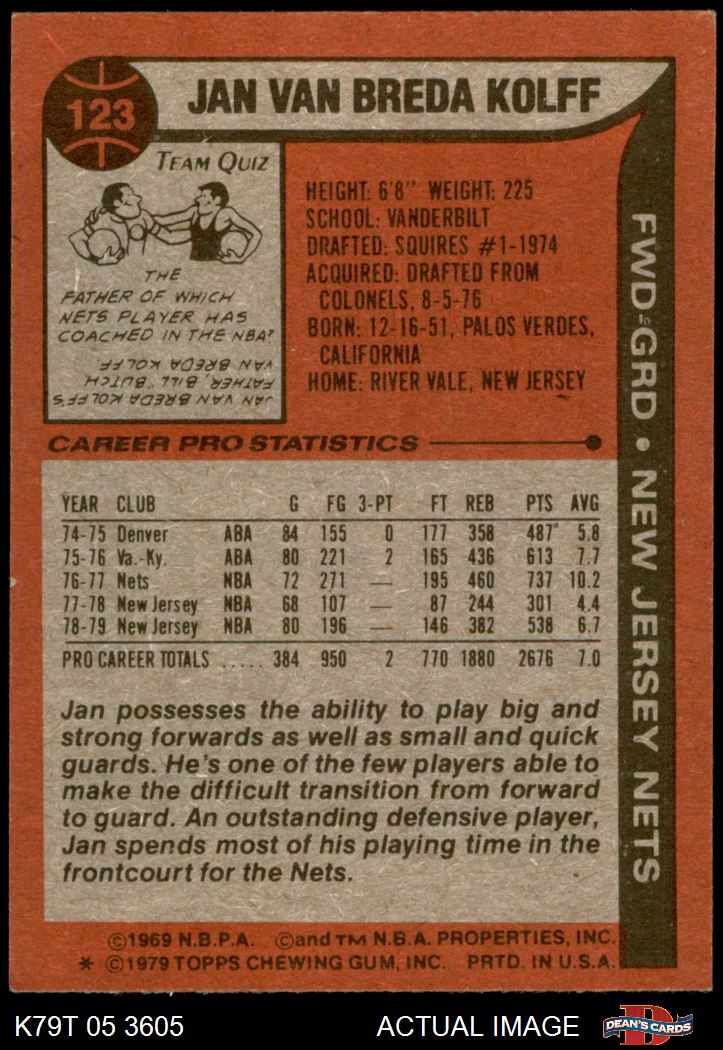 123
JAN VAN BREDA KOLFF
TEAM QUIZ
THE
FATHER OF WHICH
NETS PLAYER HAS
COACHED IN THE NBA?
JAN VAN BREDA KOLFF'S
FATHER, BILL "BUTCH"
VAN BREDA KOLFF.
HEIGHT: 6'8" WEIGHT: 225
SCHOOL: VANDERBILT
DRAFTED: SQUIRES #1-1974
ACQUIRED: DRAFTED FROM
COLONELS, 8-5-76
BORN: 12-16-51, PALOS VERDES,
CALIFORNIA
HOME: RIVER VALE, NEW JERSEY
FWD-GRD • NEW JERSEY NETS
CAREER PRO STATISTICS
YEAR CLUB G FG 3-PT FT REB PTS AVG
74-75 Denver ABA 84 155 0 177 358 487 5.8
75-76 Va.-Ky. ABA 80 221 2 165 436 613 7.7
76-77 Nets NBA 72 271 — 195 460 737 10.2
77-78 New Jersey NBA 68 107 — 87 244 301 4.4
78-79 New Jersey NBA 80 196 — 146 382 538 6.7
PRO CAREER TOTALS ..... 384 950 2 770 1880 2676 7.0
Jan possesses the ability to play big and
strong forwards as well as small and quick
guards. He's one of the few players able to
make the difficult transition from forward
to guard. An outstanding defensive player,
Jan spends most of his playing time in the
frontcourt for the Nets.
©1969 N.B.P.A. ©and TM N.B.A. PROPERTIES, INC.
* ©1979 TOPPS CHEWING GUM, INC. PRTD. IN U.S.A.
K79T 05 3605 ACTUAL IMAGE
D
DEAN'S CARDS